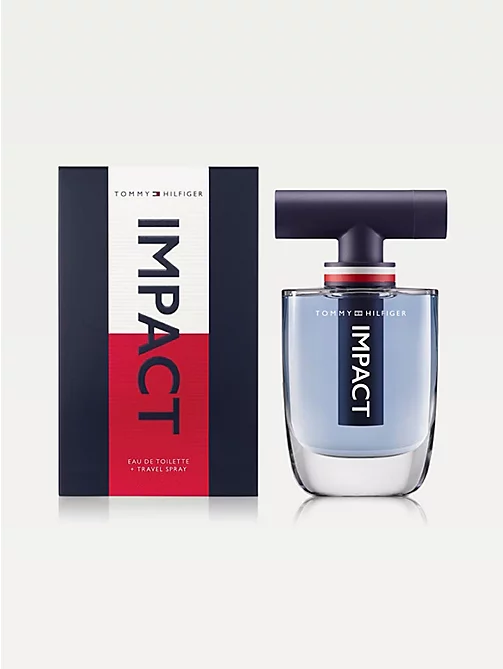 TOMMY HILFIGER
IMPACT
EAU DE TOILETTE
+ TRAVEL SPRAY
TOMMY HILFIGER
IMPACT